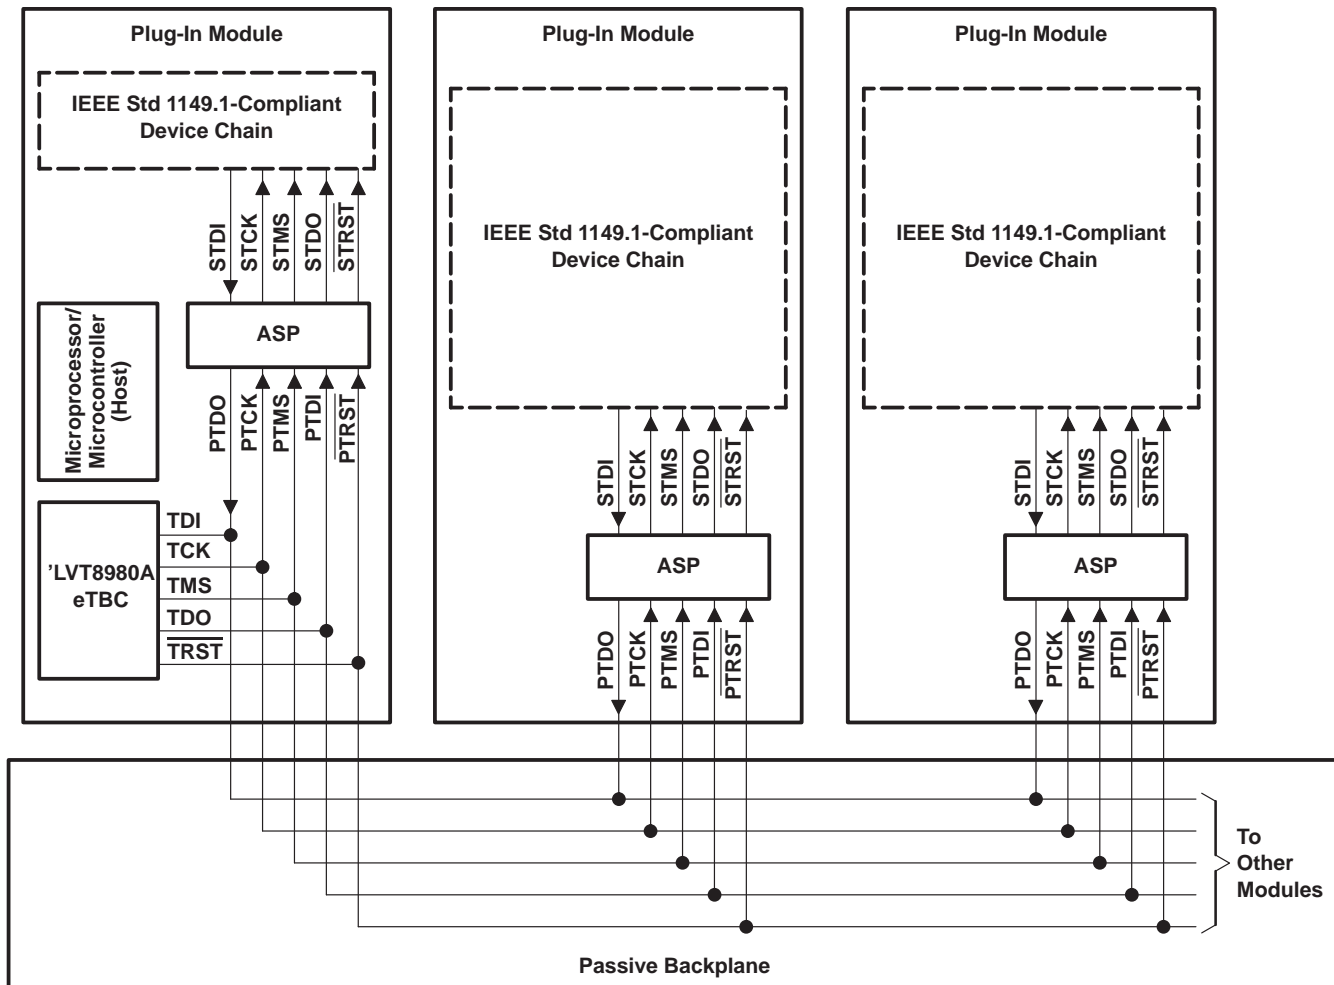 Plug-In Module
IEEE Std 1149.1-Compliant
Device Chain
STDI
STCK
STMS
STDO
STRST
ASP
Microprocessor/
Microcontroller
(Host)
PTDO
PTCK
PTMS
PTDI
PTRST
'LVT8980A
eTBC
TDI
TCK
TMS
TDO
TRST
Plug-In Module
IEEE Std 1149.1-Compliant
Device Chain
STDI
STCK
STMS
STDO
STRST
ASP
PTDO
PTCK
PTMS
PTDI
PTRST
Plug-In Module
IEEE Std 1149.1-Compliant
Device Chain
STDI
STCK
STMS
STDO
STRST
ASP
PTDO
PTCK
PTMS
PTDI
PTRST
To
Other
Modules
Passive Backplane